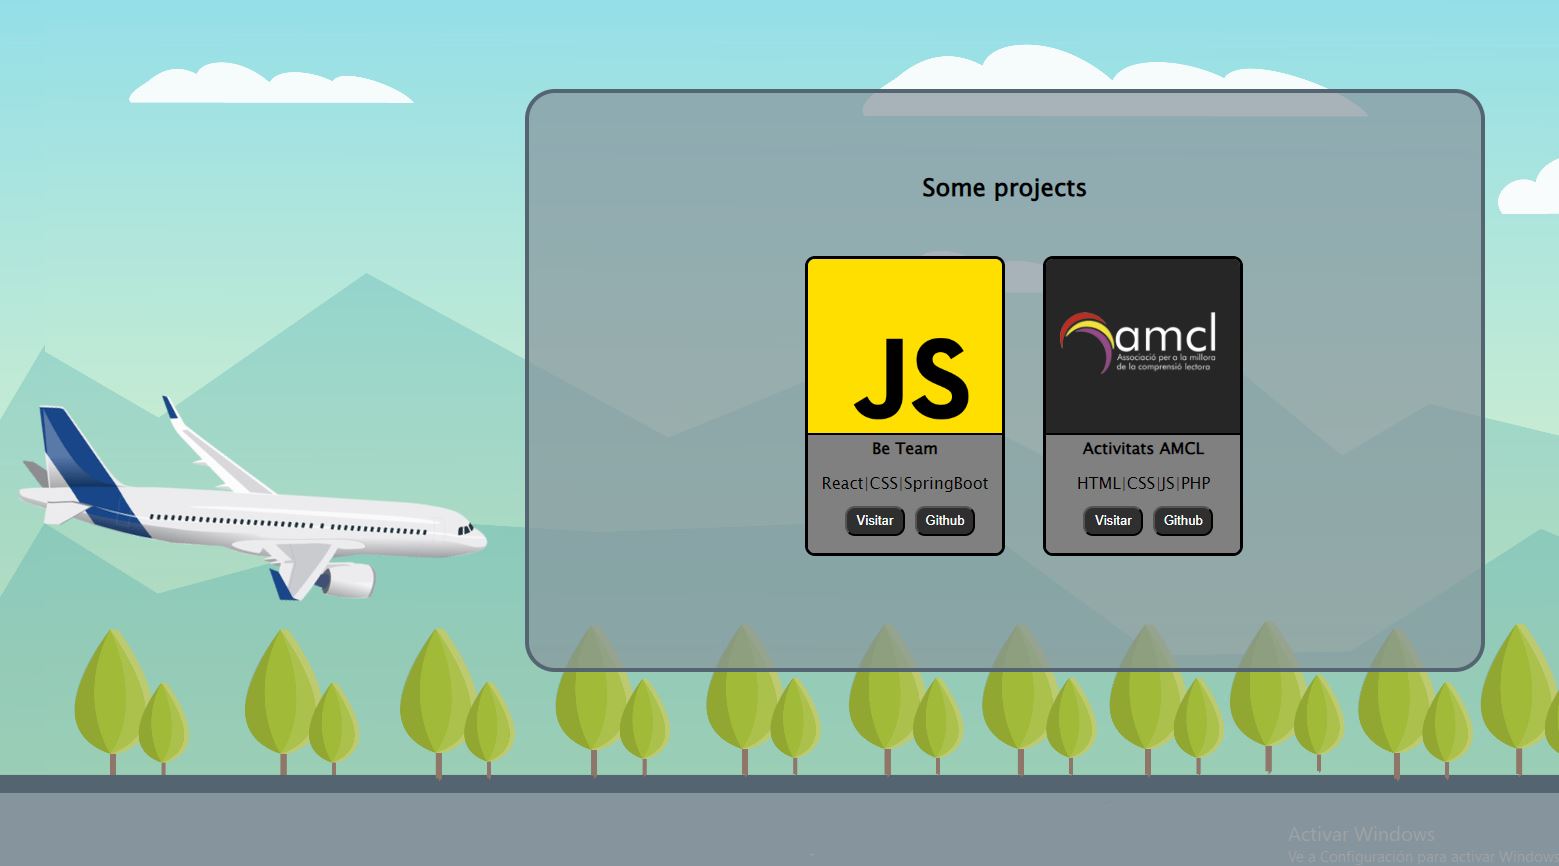 Some projects
JS
amcl
Associació per a la millora
de la comprensió lectora
Be Team
React|CSS|SpringBoot
Visitar
Github
Activitats AMCL
HTML|CSS|JS|PHP
Visitar
Github
Activar Windows
Ve a Configuración para activar Windows